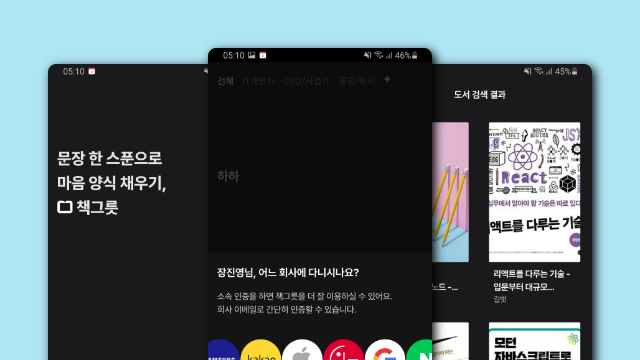 05:10
문장 한 스푼으로
마음 양식 채우기,
책그릇
05:10
46%
전체 IT개발자 CEO/사업가 공공/복지 +
하하
장진영님, 어느 회사에 다니시나요?
소속 인증을 하면 책그릇을 더 잘 이용하실 수 있어요.
회사 이메일로 간단히 인증할 수 있습니다.
SAMSUNG
kakao
G
N
45%
도서 검색 결과
React
JSX
실무에서 알아야 할 기술은 따로 있다
리액트를 다루는 기술
노트 -...
리액트를 다루는 기술 -
입문부터 대규모...
길벗
모던
자바스크립트